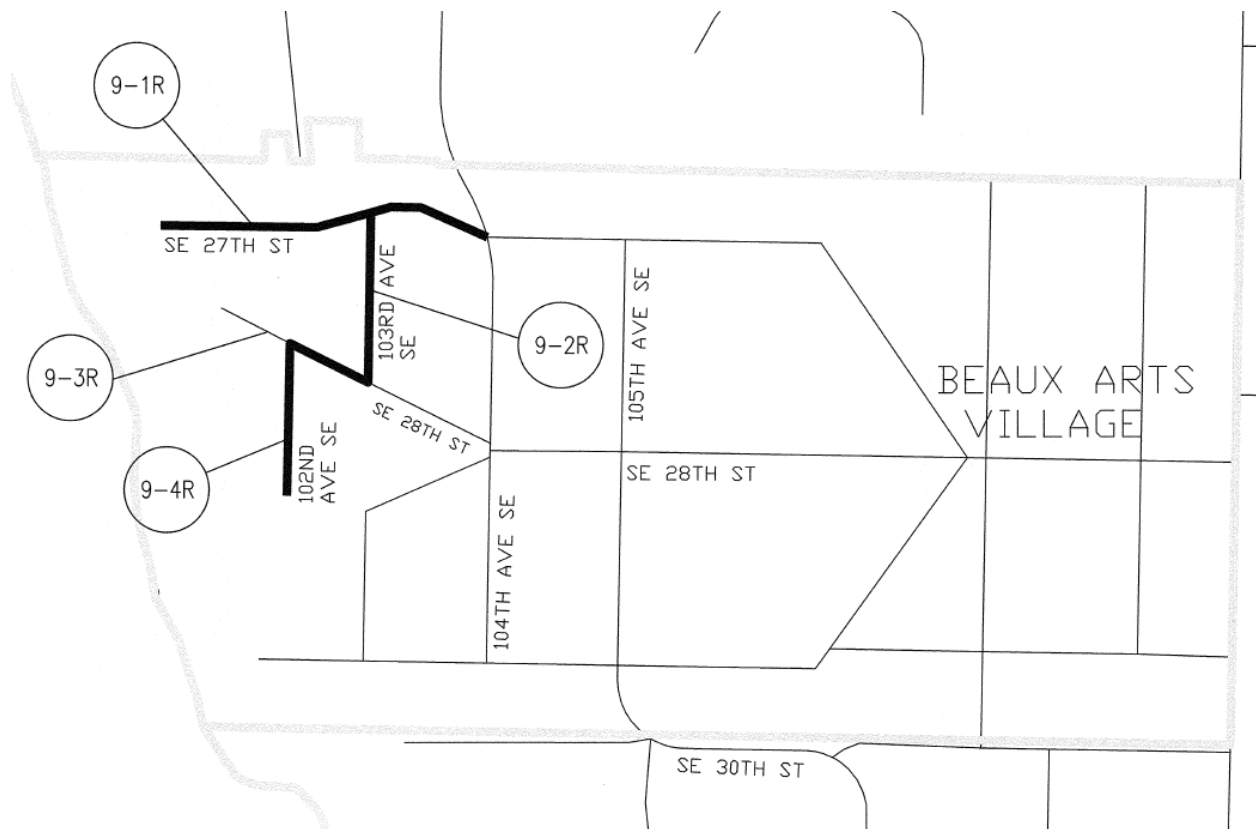 9-1R
SE 27TH ST
103RD AVE
SE
9-2R
9-3R
105TH AVE SE
BEAUX ARTS
VILLAGE
SE 28TH ST
102ND
AVE SE
SE 28TH ST
9-4R
104TH AVE SE
SE 30TH ST